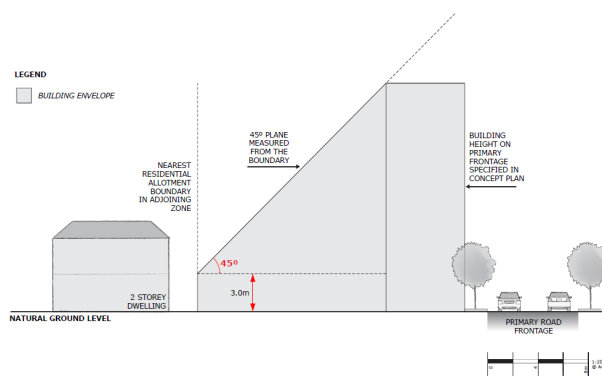 LEGEND
BUILDING ENVELOPE
45º PLANE
MEASURED
FROM THE
BOUNDARY
NEAREST
RESIDENTIAL
ALLOTMENT
BOUNDARY
IN ADJOINING
ZONE
BUILDING
HEIGHT ON
PRIMARY
FRONTAGE
SPECIFIED IN
CONCEPT PLAN
45º
3.0m
2 STOREY
DWELLING
NATURAL GROUND LEVEL
PRIMARY ROAD
FRONTAGE
0